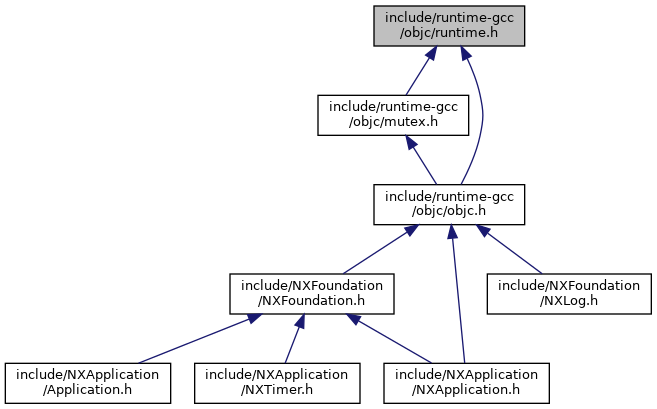 include/runtime-gcc
/objc/runtime.h
include/runtime-gcc
/objc/mutex.h
include/runtime-gcc
/objc/objc.h
include/NXFoundation
/NXFoundation.h
include/NXFoundation
/NXLog.h
include/NXApplication
/Application.h
include/NXApplication
/NXTimer.h
include/NXApplication
/NXApplication.h